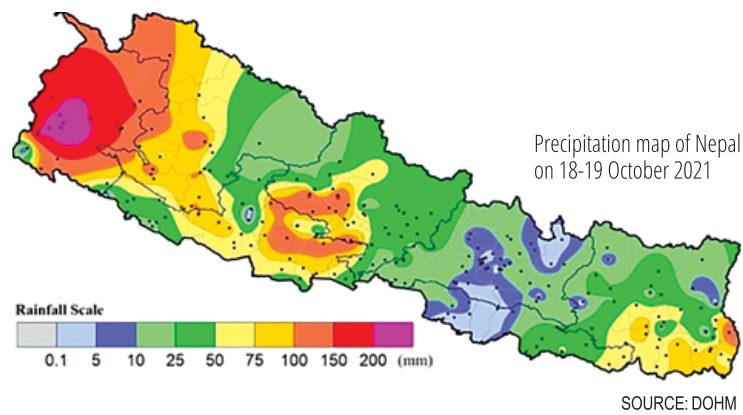 Precipitation map of Nepal
on 18-19 October 2021
Rainfall Scale
0.1 5 10 25 50 75 100 150 200 (mm)
SOURCE: DOHM